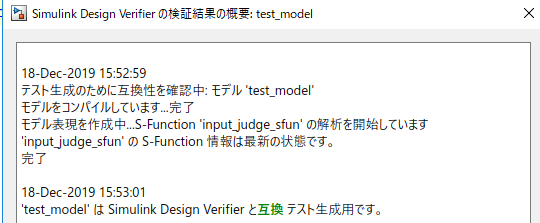 Simulink Design Verifier の検証結果の概要: test_model
18-Dec-2019 15:52:59
テスト生成のために互換性を確認中: モデル 'test_model'
モデルをコンパイルしています...完了
モデル表現を作成中...S-Function 'input_judge_sfun' の解析を開始しています
'input_judge_sfun' の S-Function 情報は最新の状態です。
完了
18-Dec-2019 15:53:01
'test_model' は Simulink Design Verifier と互換 テスト生成用です。